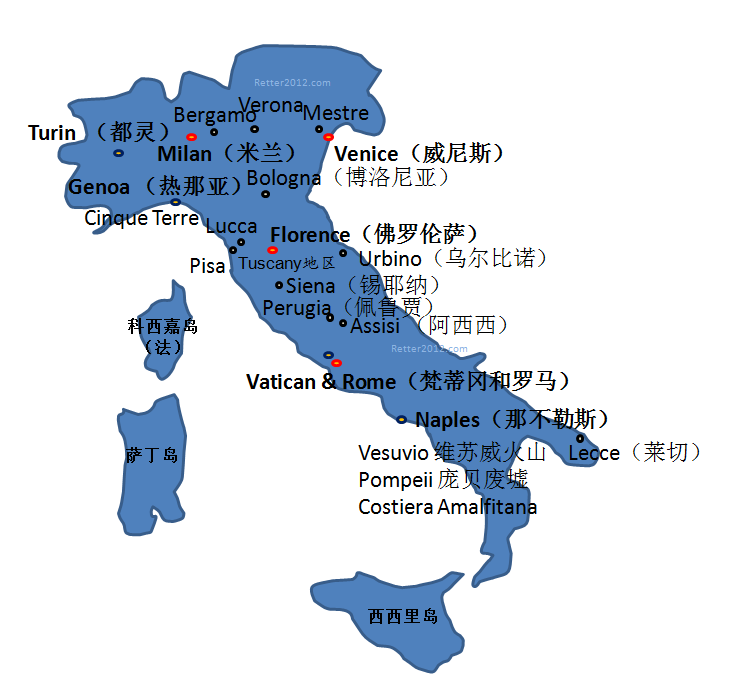 Retter2012.com
Verona
Bergamo
Mestre
Turin （都灵）
Milan（米兰）
Venice（威尼斯）
Genoa （热那亚）
Bologna（博洛尼亚）
Cinque Terre
Lucca
Florence（佛罗伦萨）
Pisa
Tuscany地区
Urbino（乌尔比诺）
Siena（锡耶纳）
Perugia（佩鲁贾）
科西嘉岛
（法）
Assisi （阿西西）
Retter2012.com
Vatican & Rome（梵蒂冈和罗马）
Naples（那不勒斯）
萨丁岛
Vesuvio 维苏威火山
Lecce（莱切）
Pompeii 庞贝废墟
Costiera Amalfitana
西西里岛